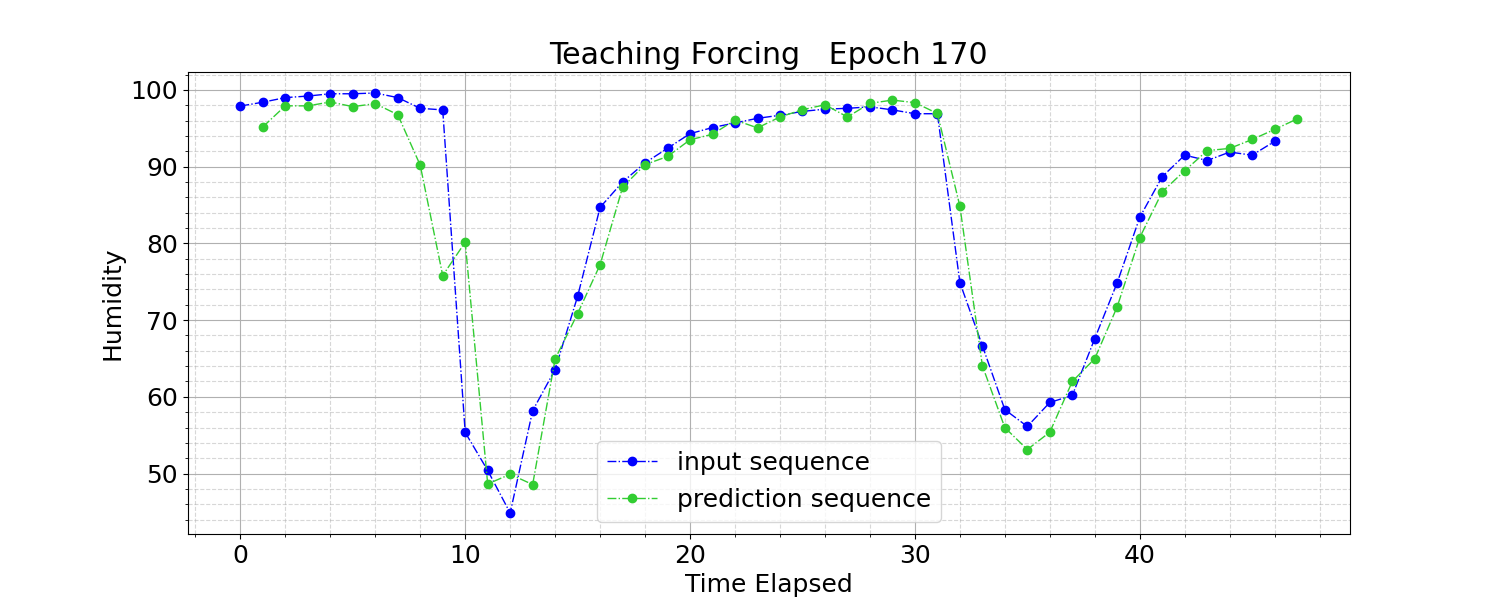 Teaching Forcing   Epoch 170
100
90
80
70
60
50
Humidity
input sequence
prediction sequence
0 10 20 30 40
Time Elapsed